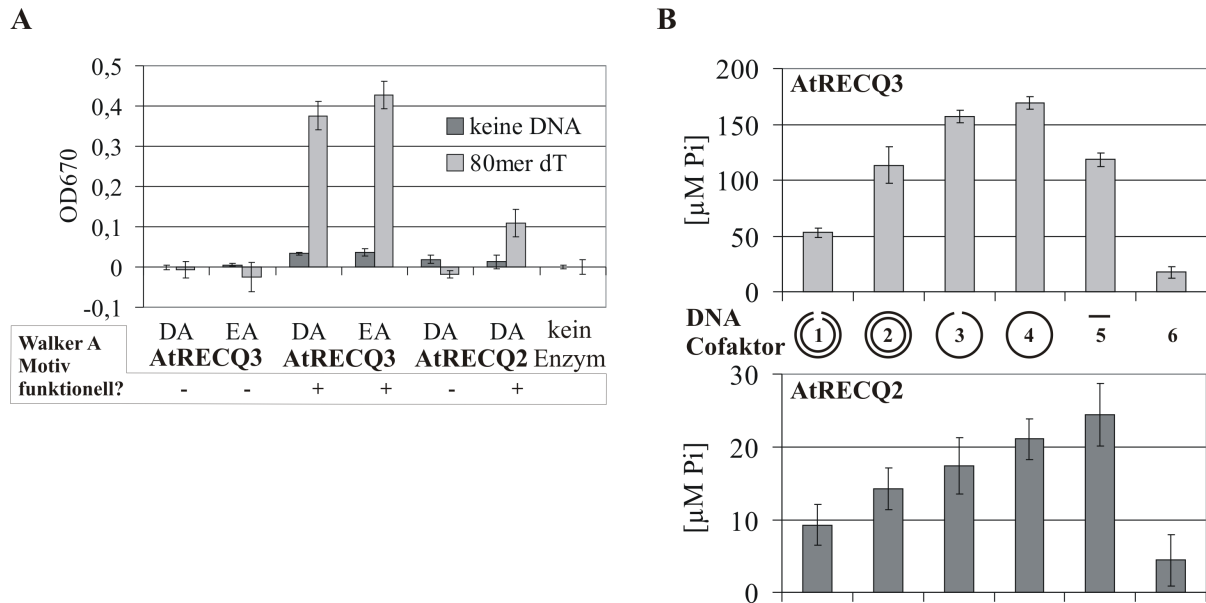 A
0,5
0,4
0,3
0,2
0,1
0
-0,1
OD670
keine DNA
80mer dT
DA EA DA EA DA DA kein
AtRECQ3 AtRECQ3 AtRECQ2 Enzym
Walker A
Motiv
funktionell?
- - + + - +
B
AtRECQ3
200
150
100
50
0
[µM Pi]
DNA
Cofaktor
1 2 3 4 5 6
AtRECQ2
30
20
10
0
[µM Pi]